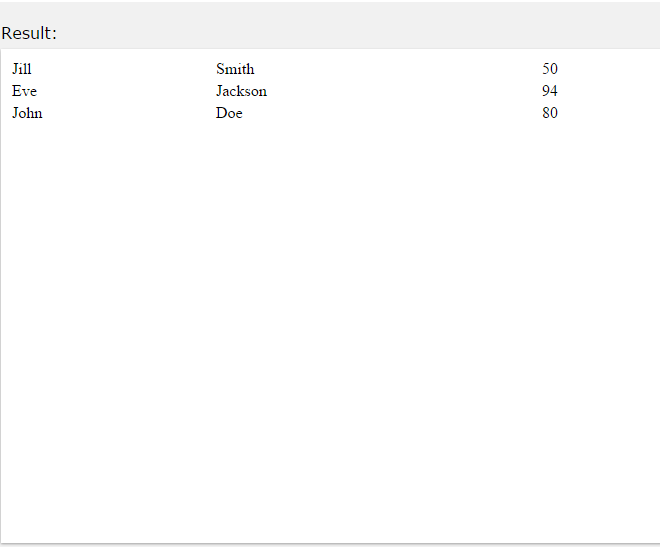 Result:
Jill Smith 50
Eve Jackson 94
John Doe 80